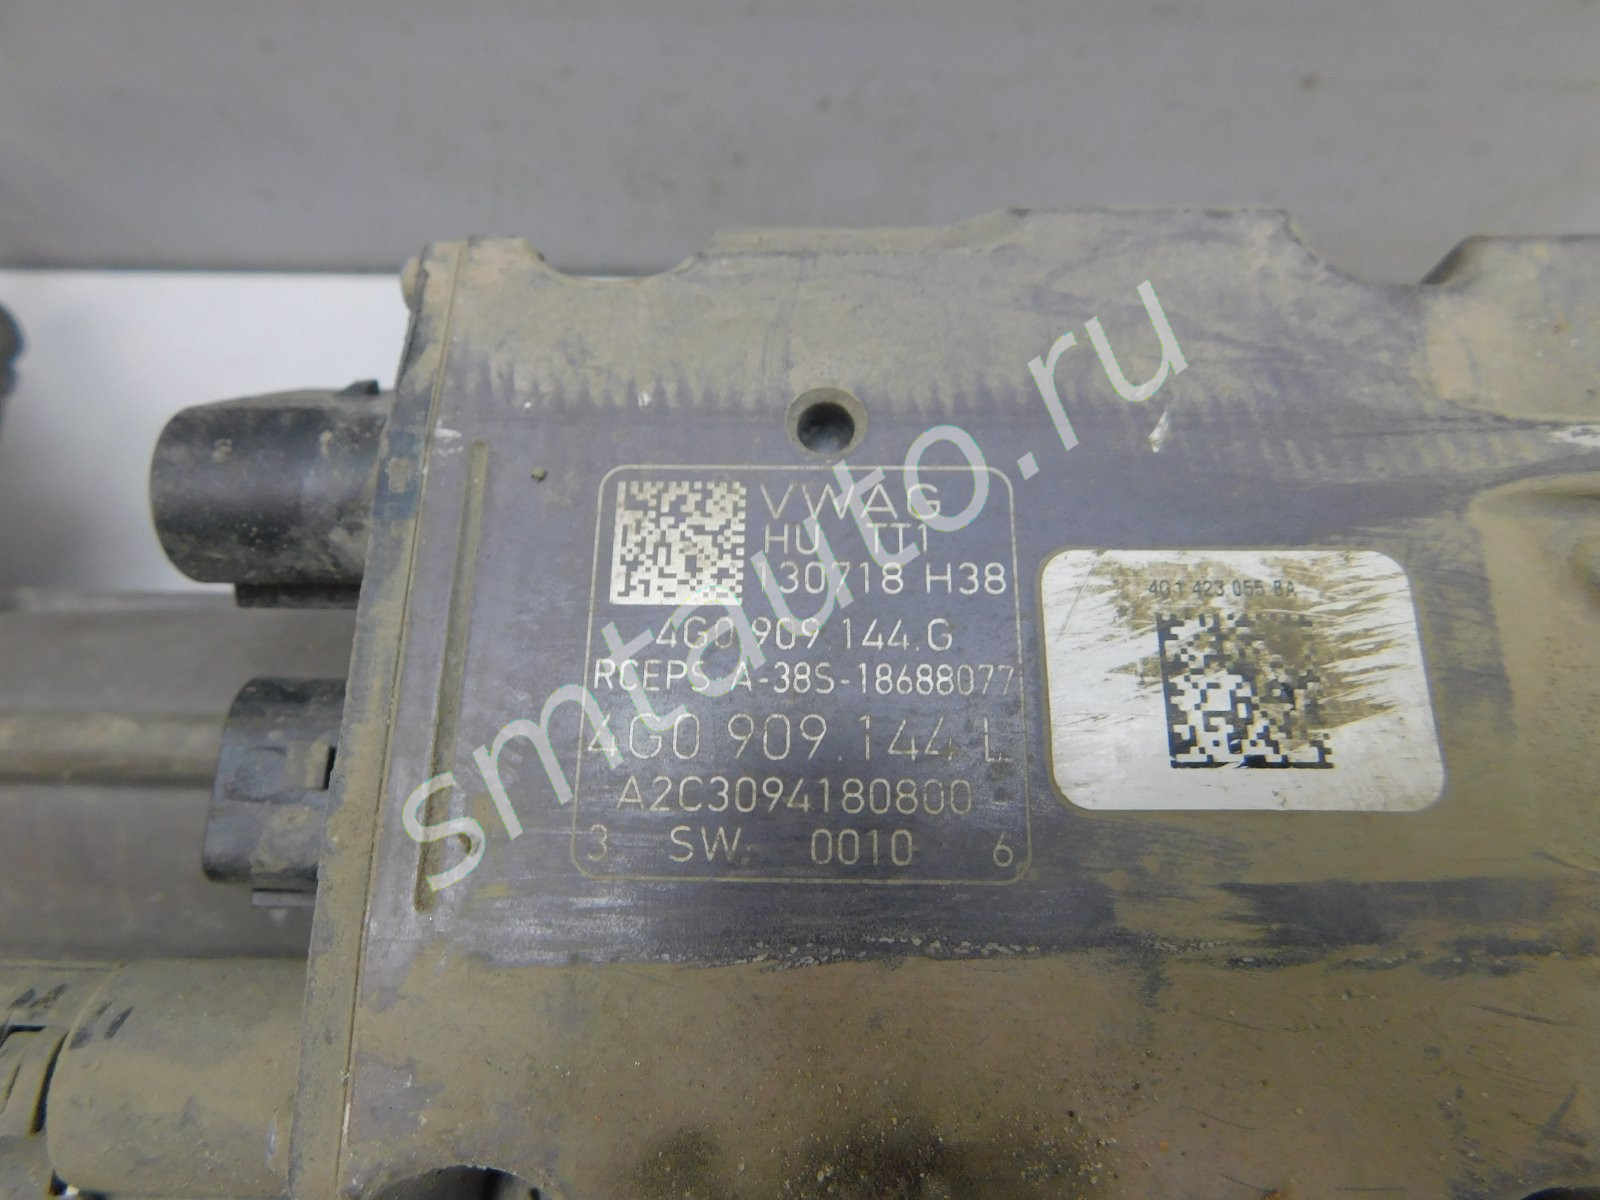 VWAG
HU TT1
130718 H38
4G0 909.144.G
RCEPS A-38S-18688077
4G0 909.144 L
A2C3094180800
3 SW: 0010 6
4G1 423 055 BA
smtauto.ru